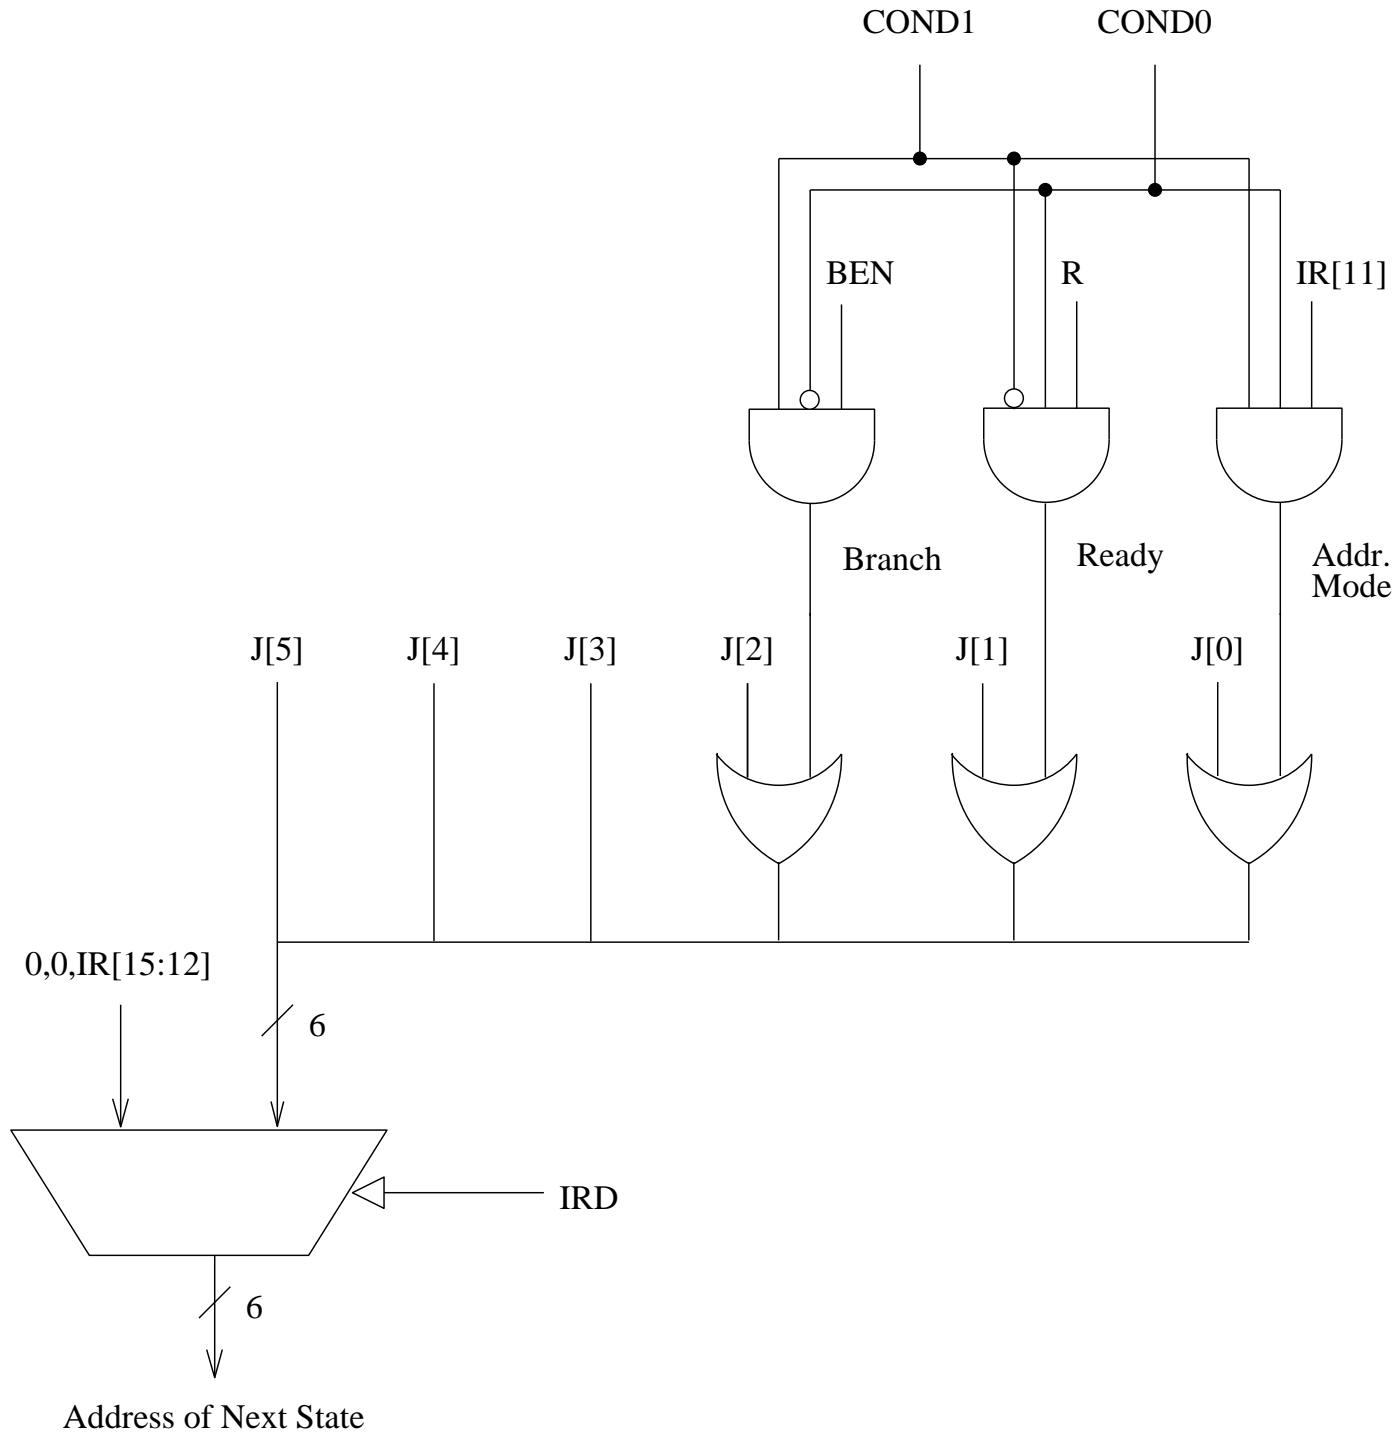 COND1
COND0
BEN
R
IR[11]
Branch
Ready
Addr.
Mode
J[5]
J[4]
J[3]
J[2]
J[1]
J[0]
0,0,IR[15:12]
6
IRD
6
Address of Next State